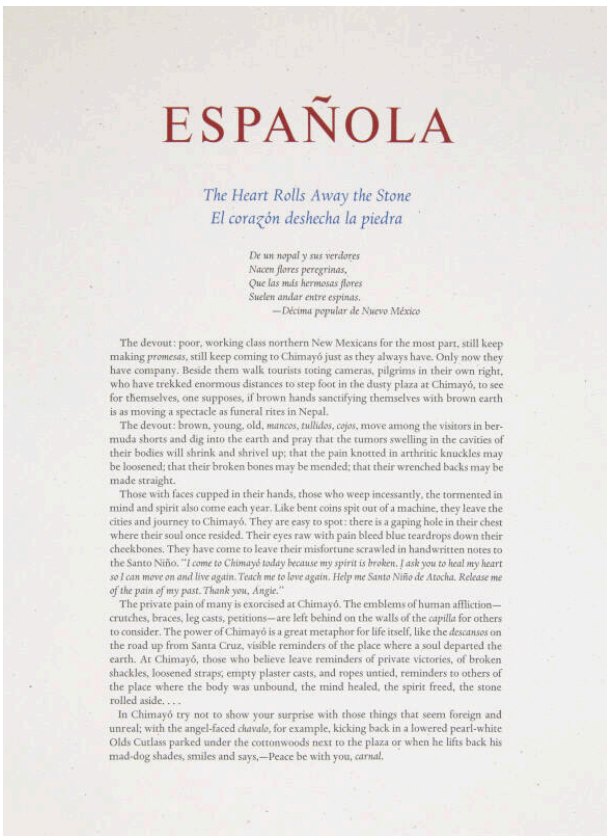 ESPAÑOLA
The Heart Rolls Away the Stone
El corazón deshecha la piedra
De un nopal y sus verdores
Nacen flores peregrinas,
Que las más hermosas flores
Suelen andar entre espinas.
—Décima popular de Nuevo México
The devout: poor, working class northern New Mexicans for the most part, still keep
making promesas, still keep coming to Chimayó just as they always have. Only now they
have company. Beside them walk tourists toting cameras, pilgrims in their own right,
who have trekked enormous distances to step foot in the dusty plaza at Chimayó, to see
for themselves, one supposes, if brown hands sanctifying themselves with brown earth
is as moving a spectacle as funeral rites in Nepal.
The devout: brown, young, old, mancos, tullidos, cojos, move among the visitors in ber-
muda shorts and dig into the earth and pray that the tumors swelling in the cavities of
their bodies will shrink and shrivel up; that the pain knotted in arthritic knuckles may
be loosened; that their broken bones may be mended; that their wrenched backs may be
made straight.
Those with faces cupped in their hands, those who weep incessantly, the tormented in
mind and spirit also come each year. Like bent coins spit out of a machine, they leave the
cities and journey to Chimayó. They are easy to spot: there is a gaping hole in their chest
where their soul once resided. Their eyes raw with pain bleed blue teardrops down their
cheekbones. They have come to leave their misfortune scrawled in handwritten notes to
the Santo Niño. "I come to Chimayó today because my spirit is broken. I ask you to heal my heart
so I can move on and live again. Teach me to love again. Help me Santo Niño de Atocha. Release me
of the pain of my past. Thank you, Angie."
The private pain of many is exorcised at Chimayó. The emblems of human affliction—
crutches, braces, leg casts, petitions—are left behind on the walls of the capilla for others
to consider. The power of Chimayó is a great metaphor for life itself, like the descansos on
the road up from Santa Cruz, visible reminders of the place where a soul departed the
earth. At Chimayó, those who believe leave reminders of private victories, of broken
shackles, loosened straps; empty plaster casts, and ropes untied, reminders to others of
the place where the body was unbound, the mind healed, the spirit freed, the stone
rolled aside. . . .
In Chimayó try not to show your surprise with those things that seem foreign and
unreal; with the angel-faced chavalo, for example, kicking back in a lowered pearl-white
Olds Cutlass parked under the cottonwoods next to the plaza or when he lifts back his
mad-dog shades, smiles and says,—Peace be with you, carnal.